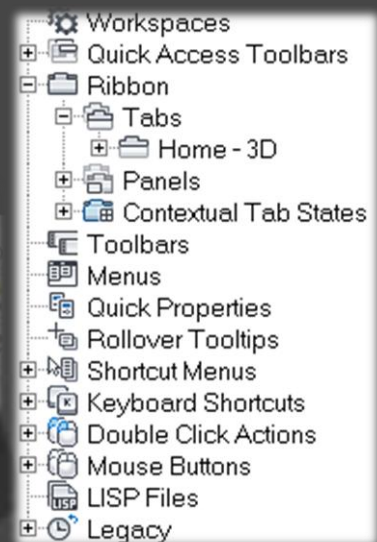 Workspaces
Quick Access Toolbars
Ribbon
Tabs
Home - 3D
Panels
Contextual Tab States
Toolbars
Menus
Quick Properties
Rollover Tooltips
Shortcut Menus
Keyboard Shortcuts
Double Click Actions
Mouse Buttons
LISP Files
Legacy